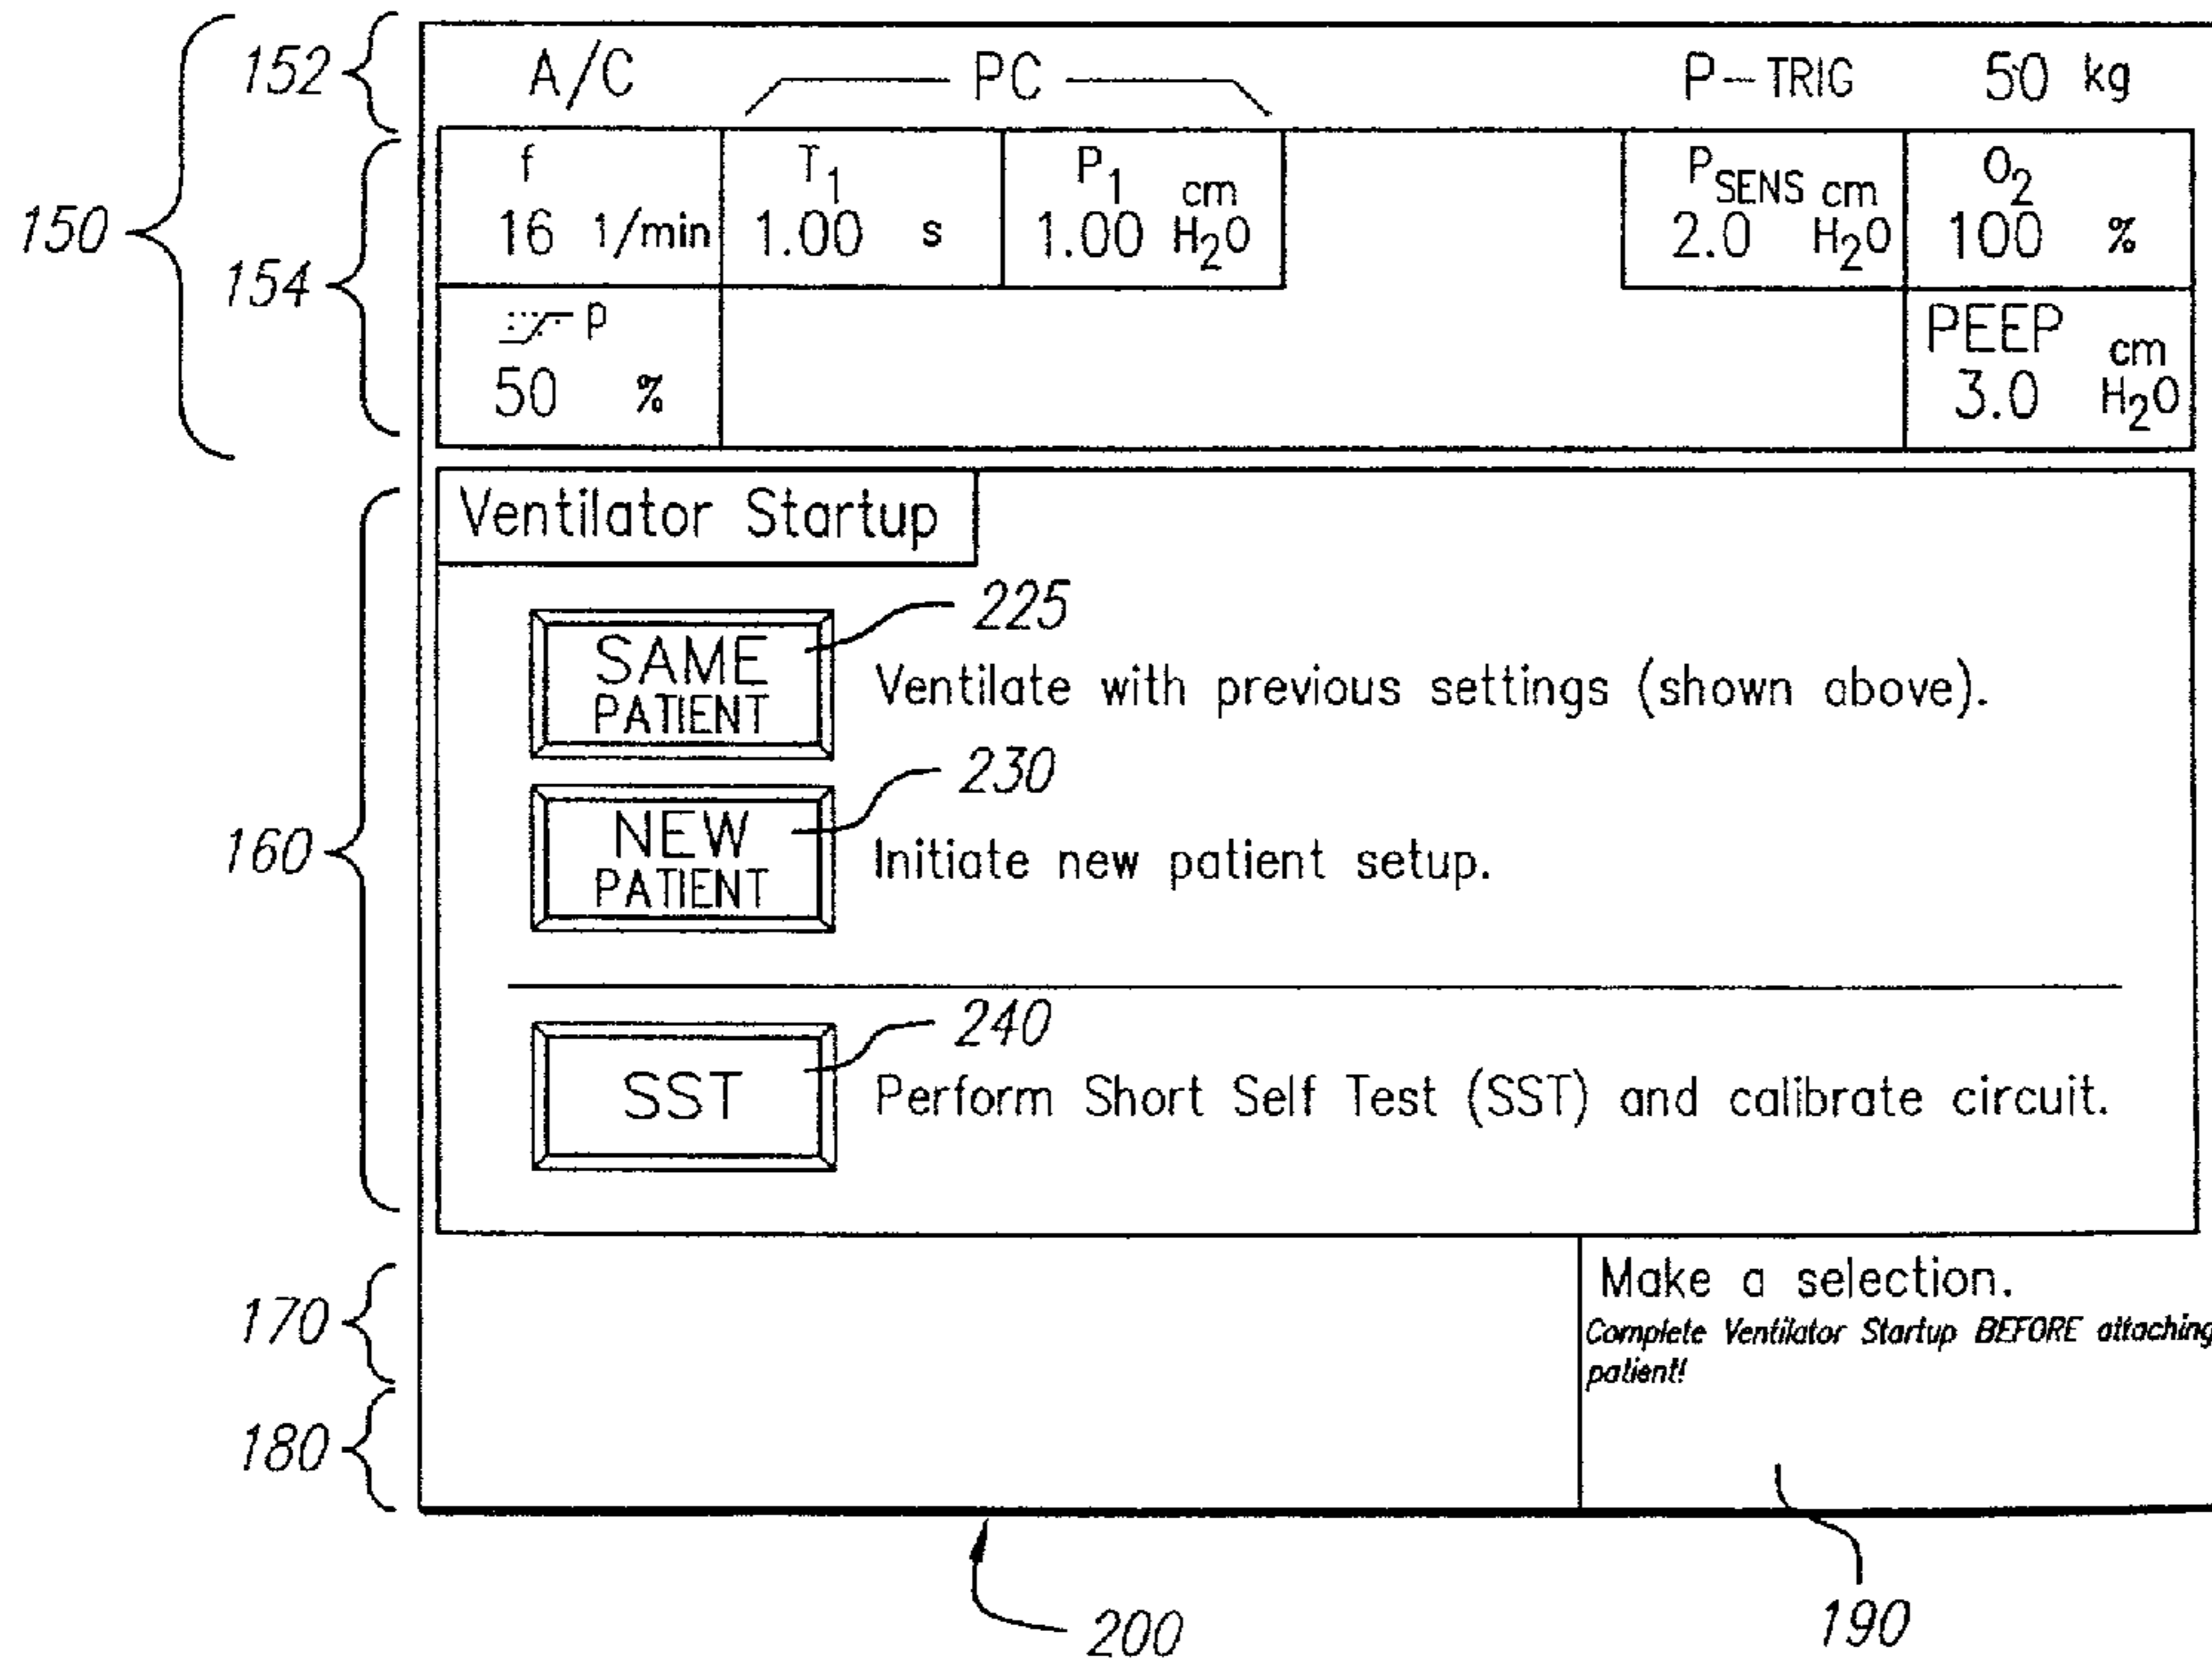 152
A/C PC P-TRIG 50 kg
150
154
f
16 1/min
T1
1.00 s
P1 cm
1.00 H2O
PSENS cm
2.0 H2O
O2
100 %
P
50 %
PEEP cm
3.0 H2O
160
Ventilator Startup
225
SAME
PATIENT
Ventilate with previous settings (shown above).
230
NEW
PATIENT
Initiate new patient setup.
240
SST
Perform Short Self Test (SST) and calibrate circuit.
170
Make a selection.
Complete Ventilator Startup BEFORE attaching
patient!
180
200
190